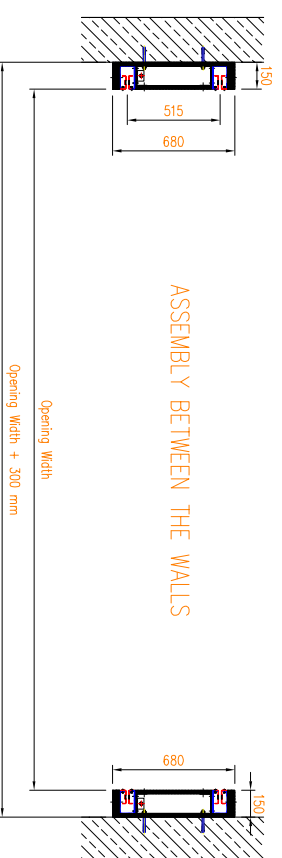 150
515
680
ASSEMBLY BETWEEN THE WALLS
Opening Width
Opening Width + 300 mm
680
150